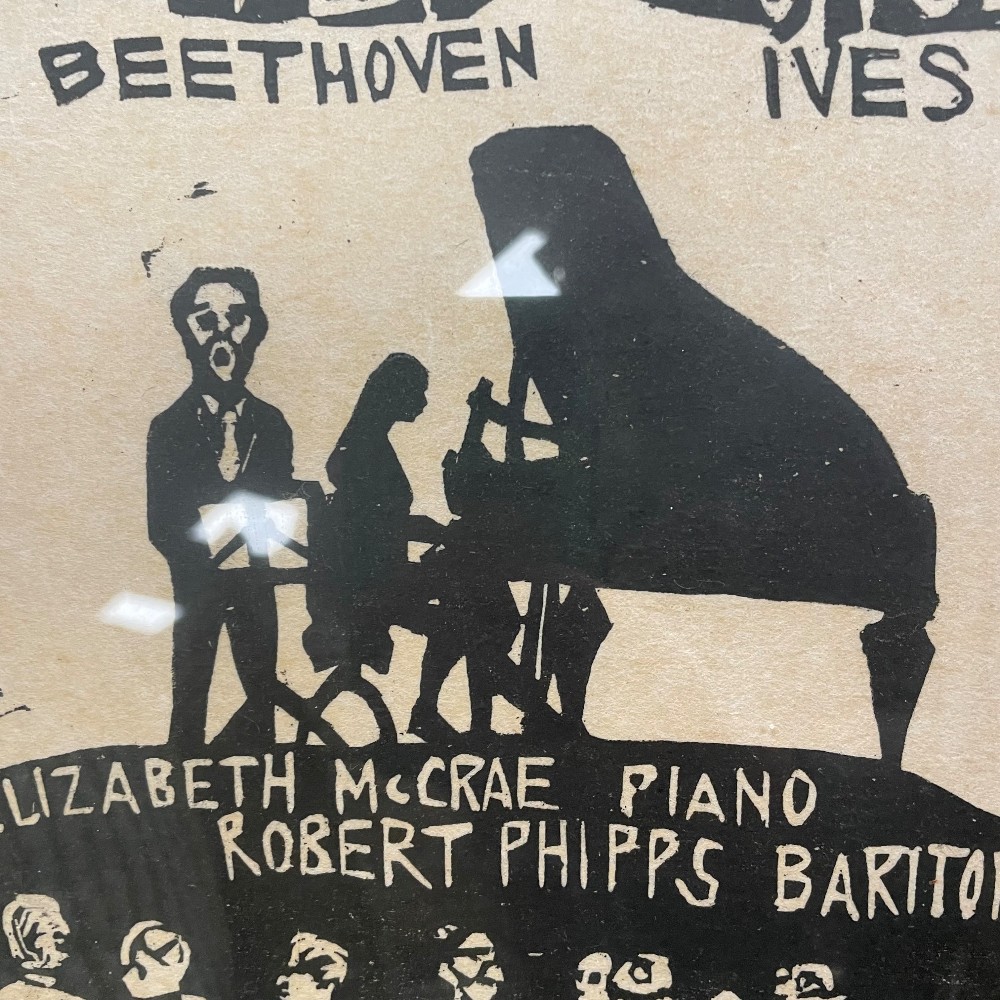 BEETHOVEN IVES
LIZABETH McCRAE PIANO
ROBERT PHIPPS BARITO